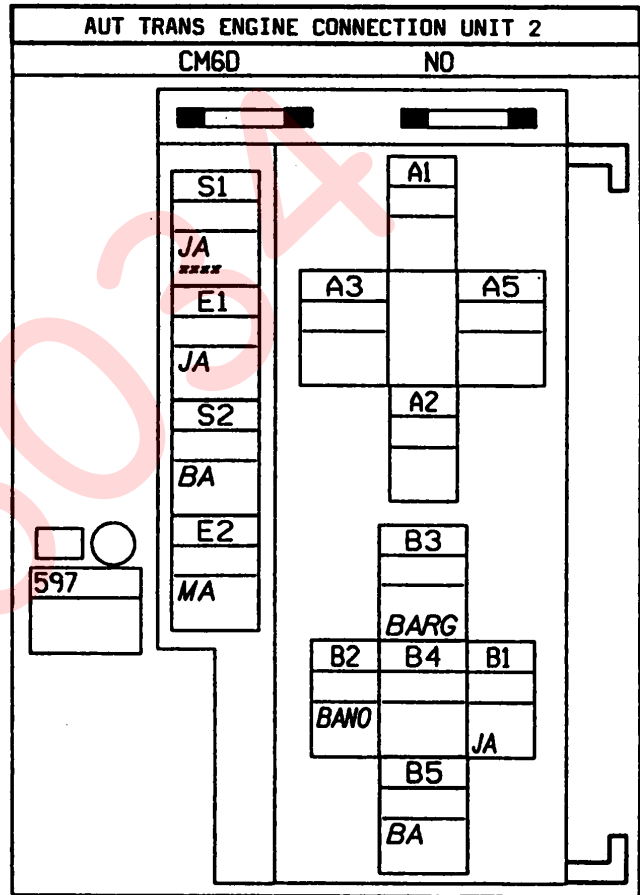 AUT TRANS ENGINE CONNECTION UNIT 2
CM6D NO
S1
JA
xxxx
E1
JA
S2
BA
E2
MA
597
A1
A3 A5
A2
B3
BARG
B2 B4 B1
BANO
JA
B5
BA